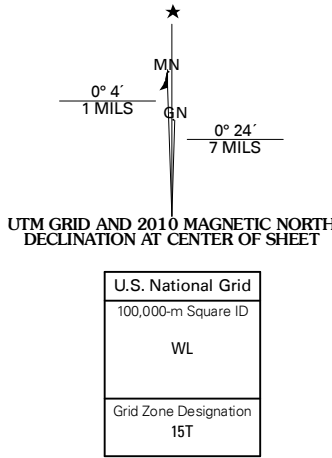 MN
0° 4´
1 MILS
GN
0° 24´
7 MILS
UTM GRID AND 2010 MAGNETIC NORTH
DECLINATION AT CENTER OF SHEET
U.S. National Grid
100,000-m Square ID
WL
Grid Zone Designation
15T